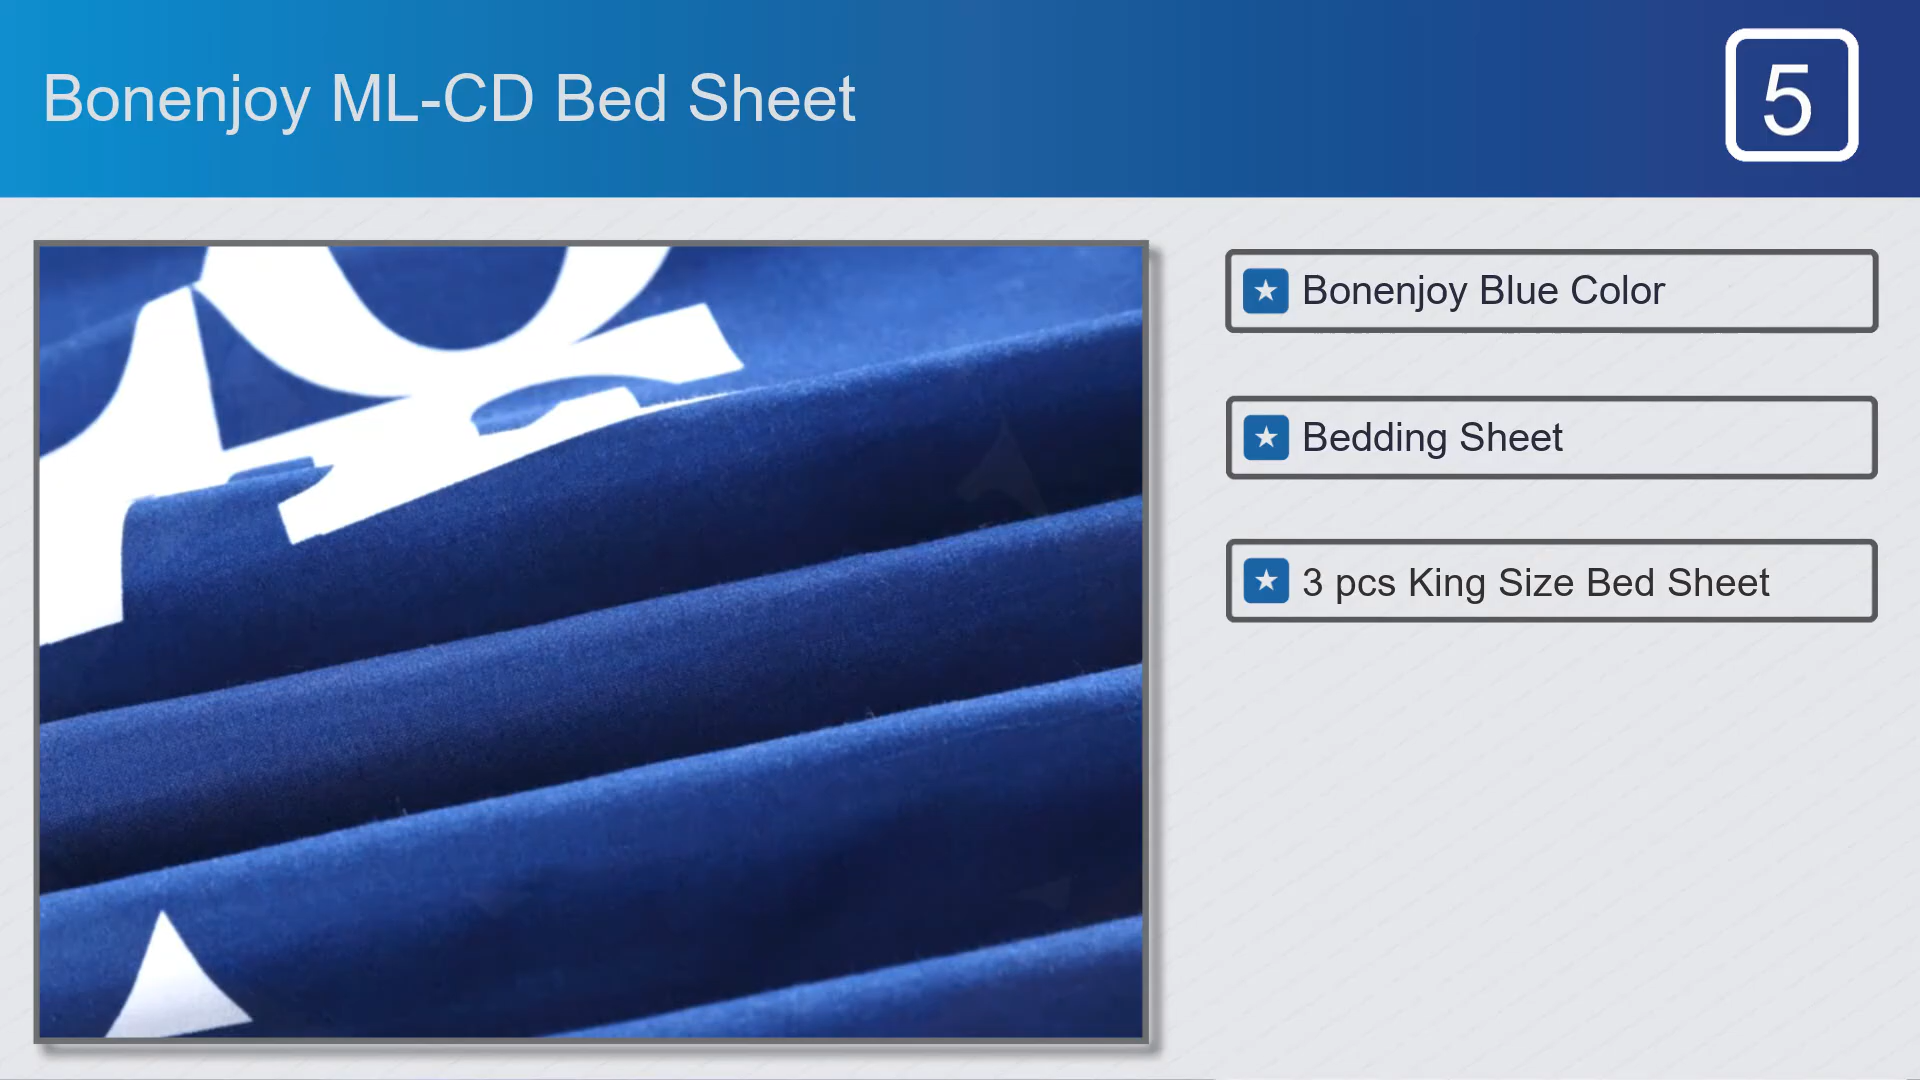 Bonenjoy ML-CD Bed Sheet
5
Bonenjoy Blue Color
Bedding Sheet
3 pcs King Size Bed Sheet